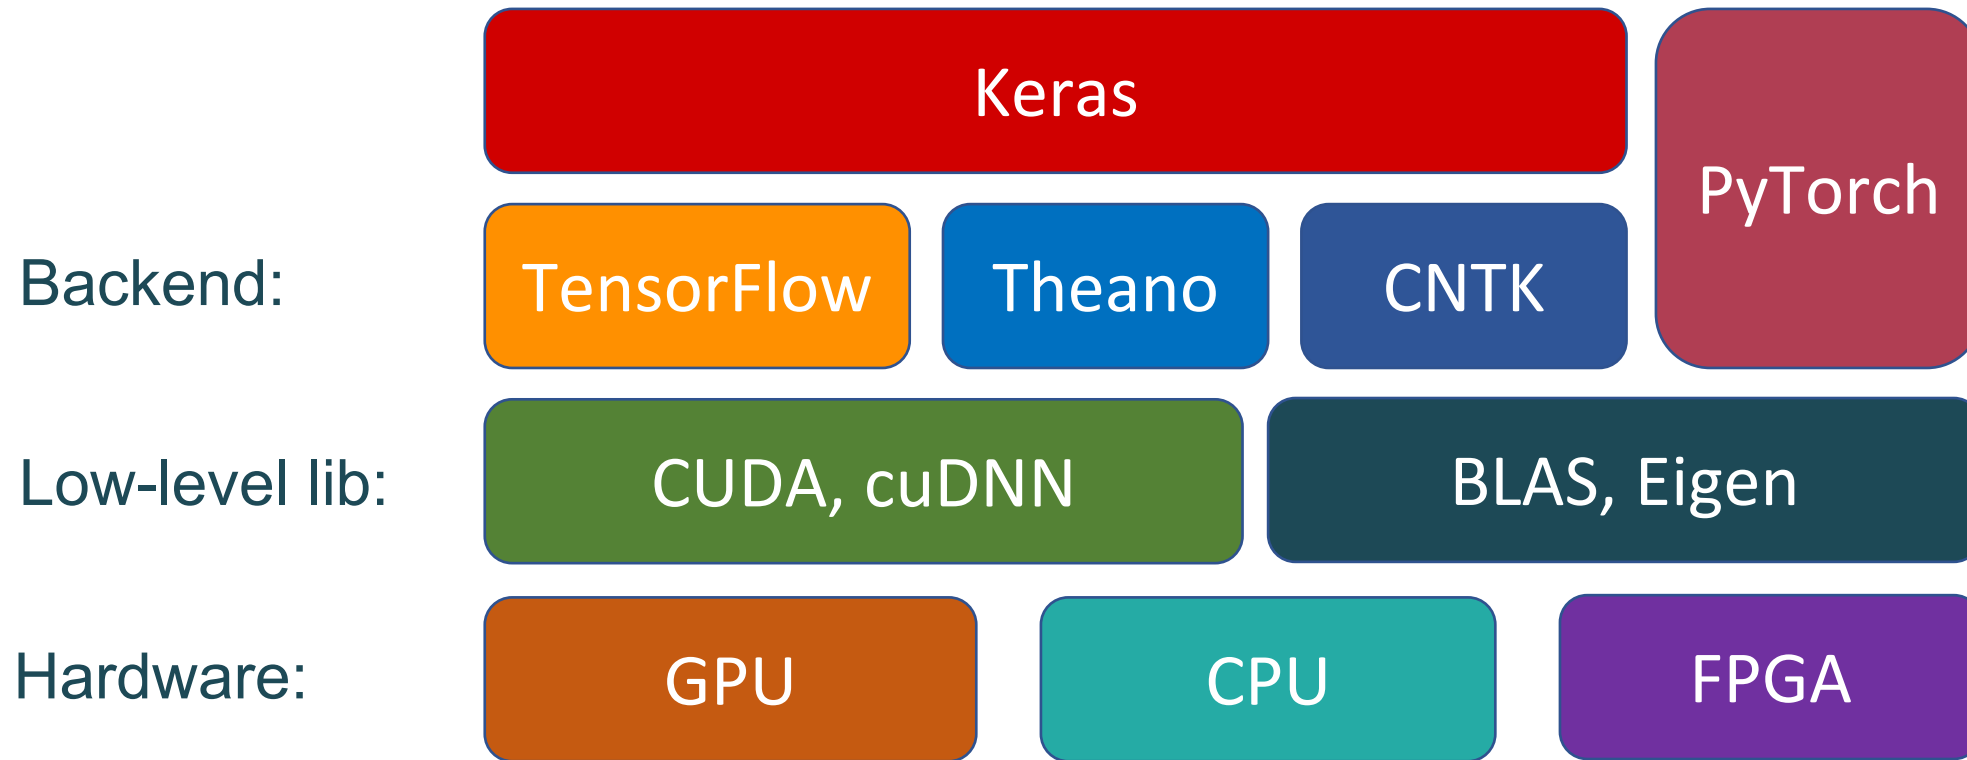 Keras
PyTorch
Backend:
TensorFlow
Theano
CNTK
Low-level lib:
CUDA, cuDNN
BLAS, Eigen
Hardware:
GPU
CPU
FPGA